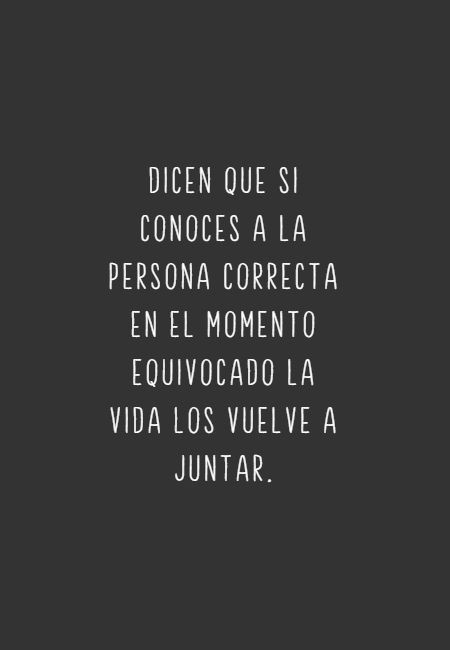 DICEN QUE SI
CONOCES A LA
PERSONA CORRECTA
EN EL MOMENTO
EQUIVOCADO LA
VIDA LOS VUELVE A
JUNTAR.